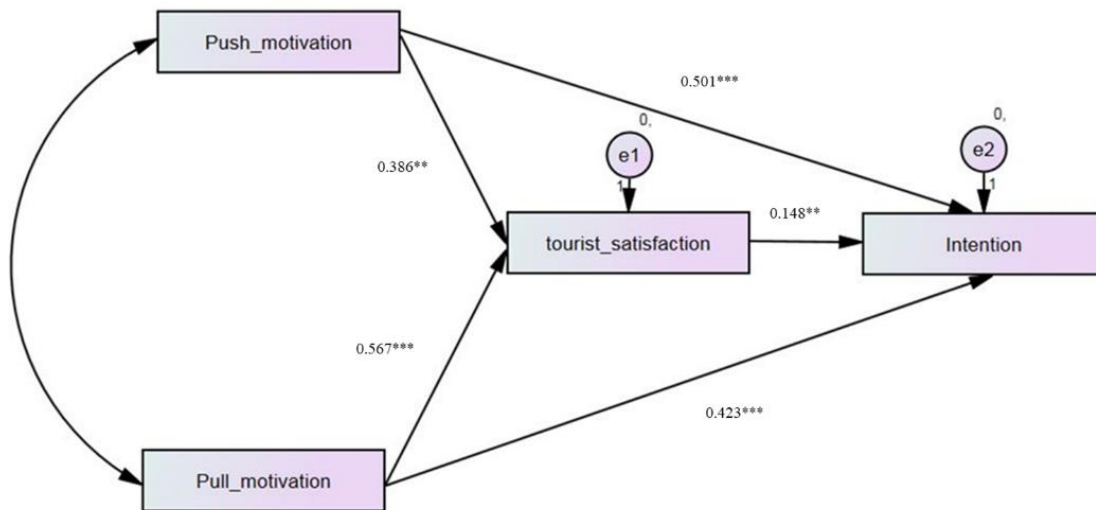 Push_motivation
0.501***
0,
0,
e1
e2
0.386**
1
1
0.148**
tourist_satisfaction
Intention
0.567***
0.423***
Pull_motivation